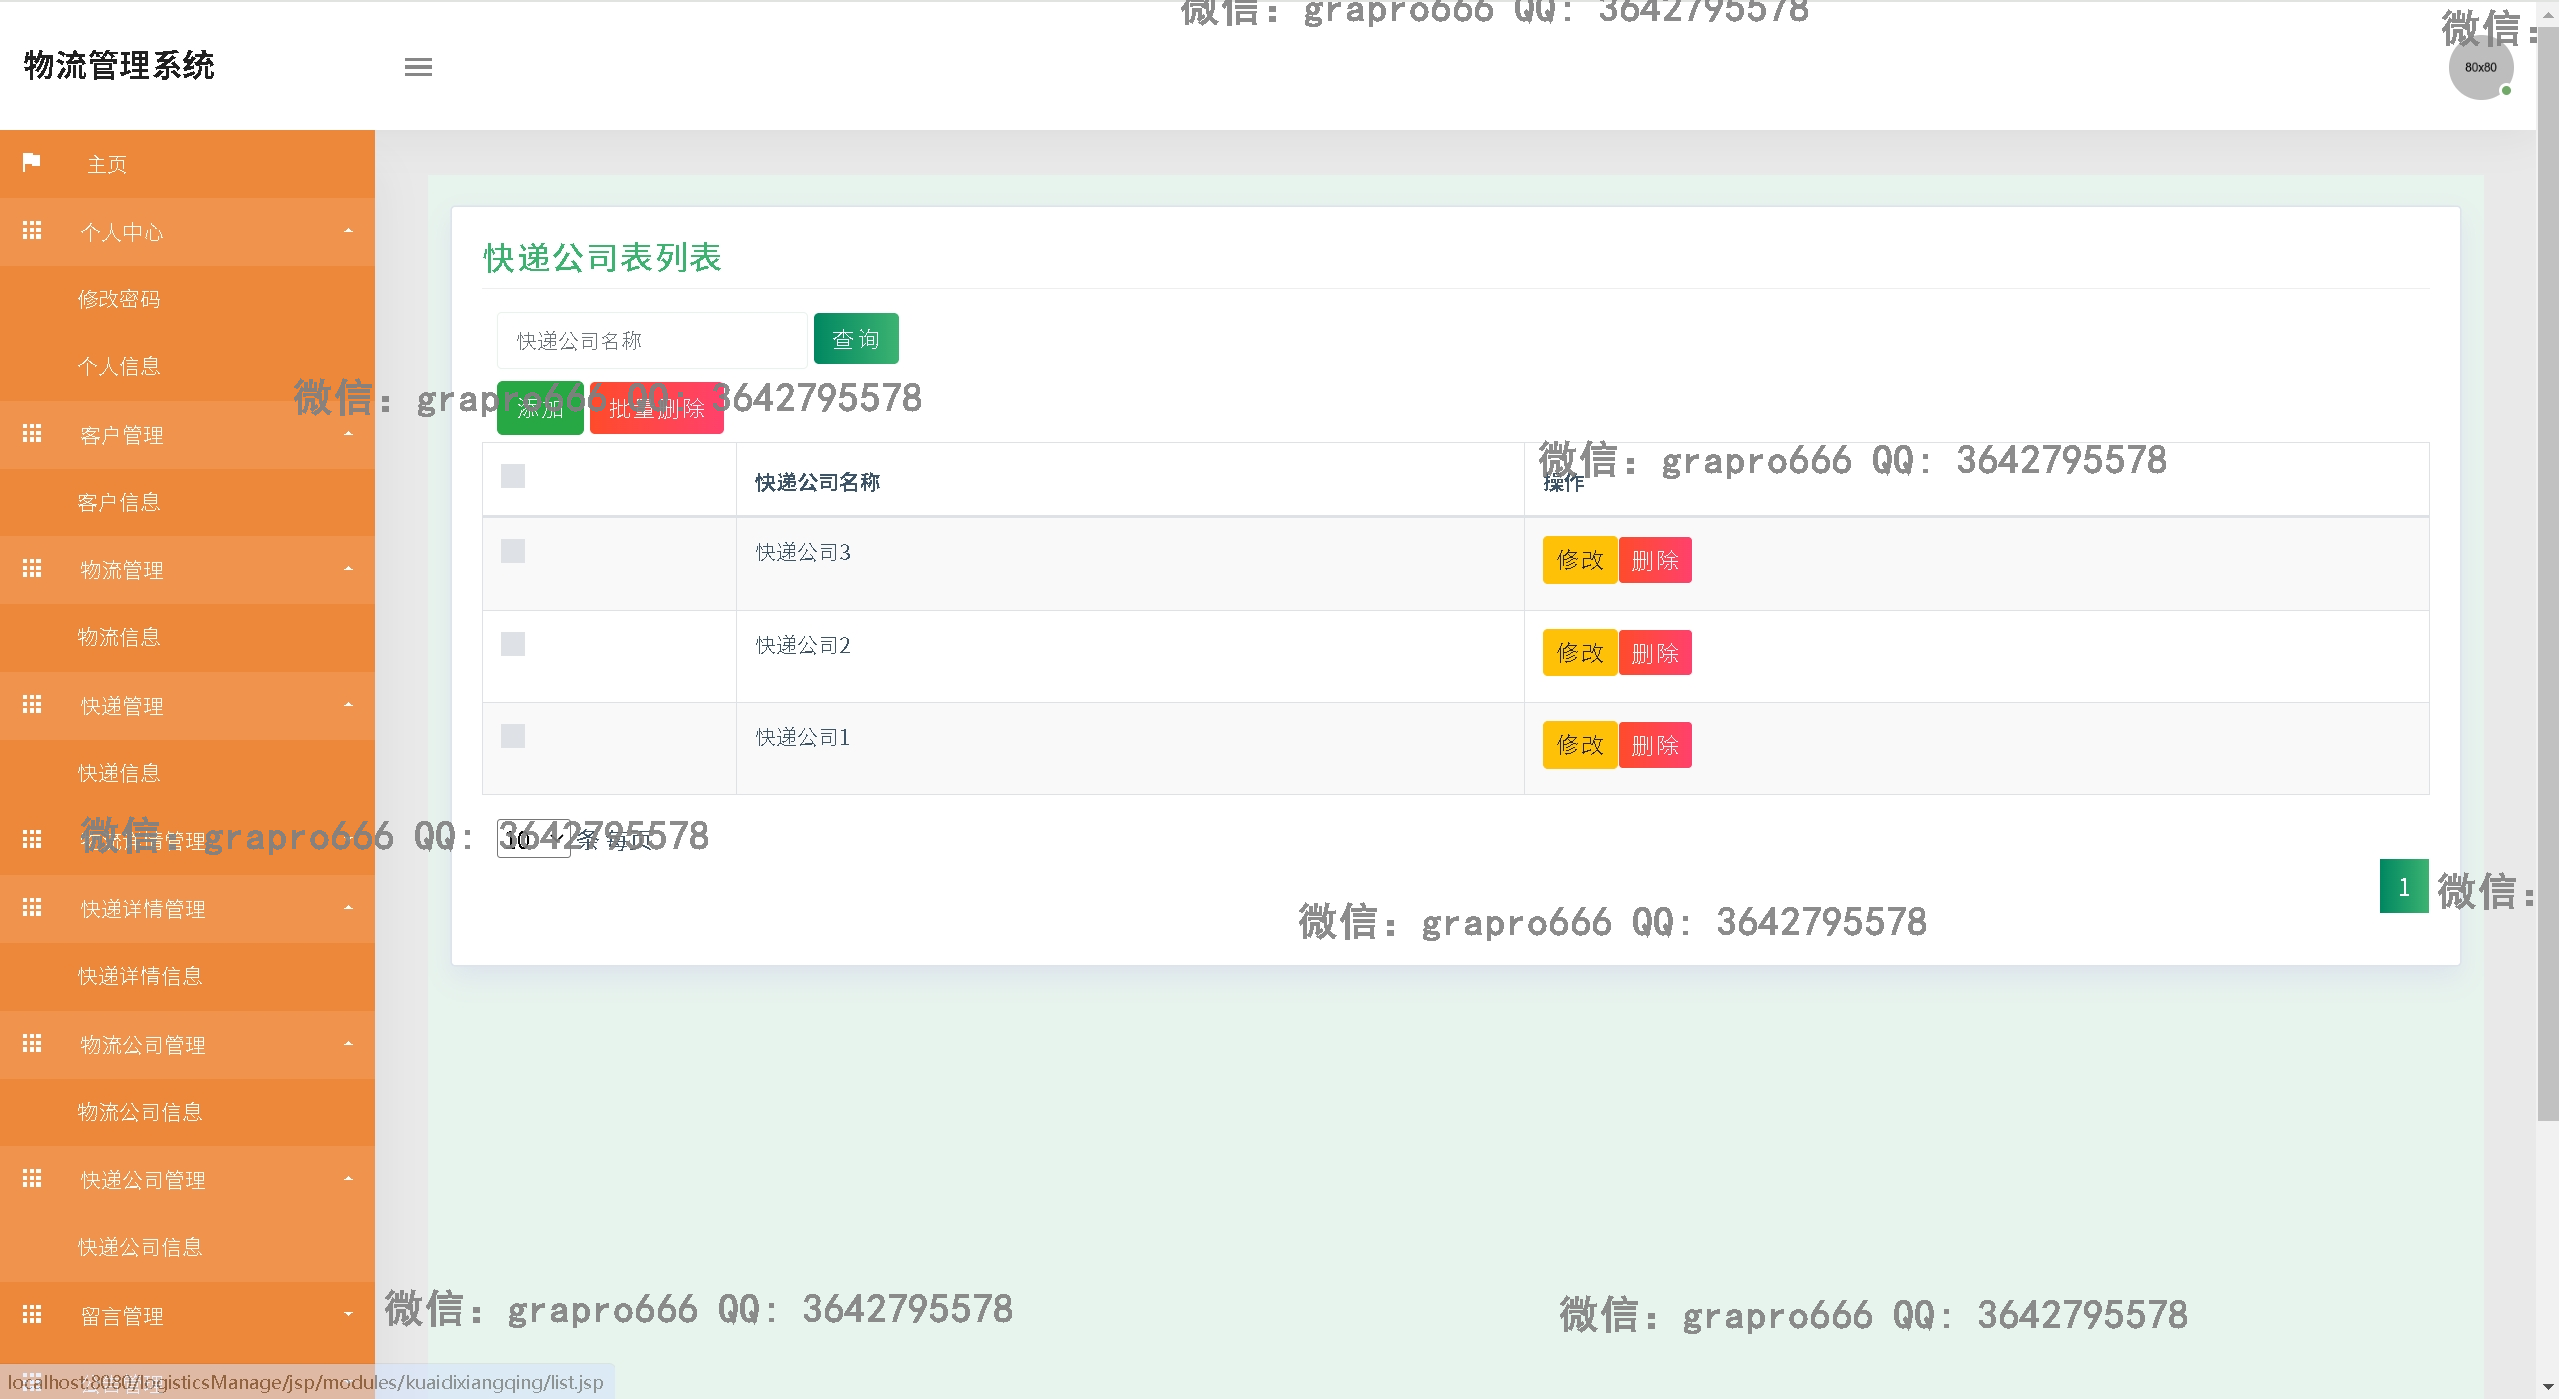 微信: grapro666 QQ: 3642795578
微信:
物流管理系统
80x80
主页
个人中心
修改密码
个人信息
客户管理
客户信息
物流管理
物流信息
快递管理
快递信息
物流详情管理
快递详情管理
快递详情信息
物流公司管理
物流公司信息
快递公司管理
快递公司信息
留言管理
快递公司表列表
快递公司名称
查询
添加
批量删除
微信: grapro666 QQ: 3642795578
微信: grapro666 QQ: 3642795578
快递公司名称
操作
快递公司3
修改 删除
快递公司2
修改 删除
快递公司1
修改 删除
10 条 每页
微信: grapro666 QQ: 3642795578
1
微信:
微信: grapro666 QQ: 3642795578
微信: grapro666 QQ: 3642795578
微信: grapro666 QQ: 3642795578
localhost:8080/logisticsManage/jsp/modules/kuaidixiangqing/list.jsp